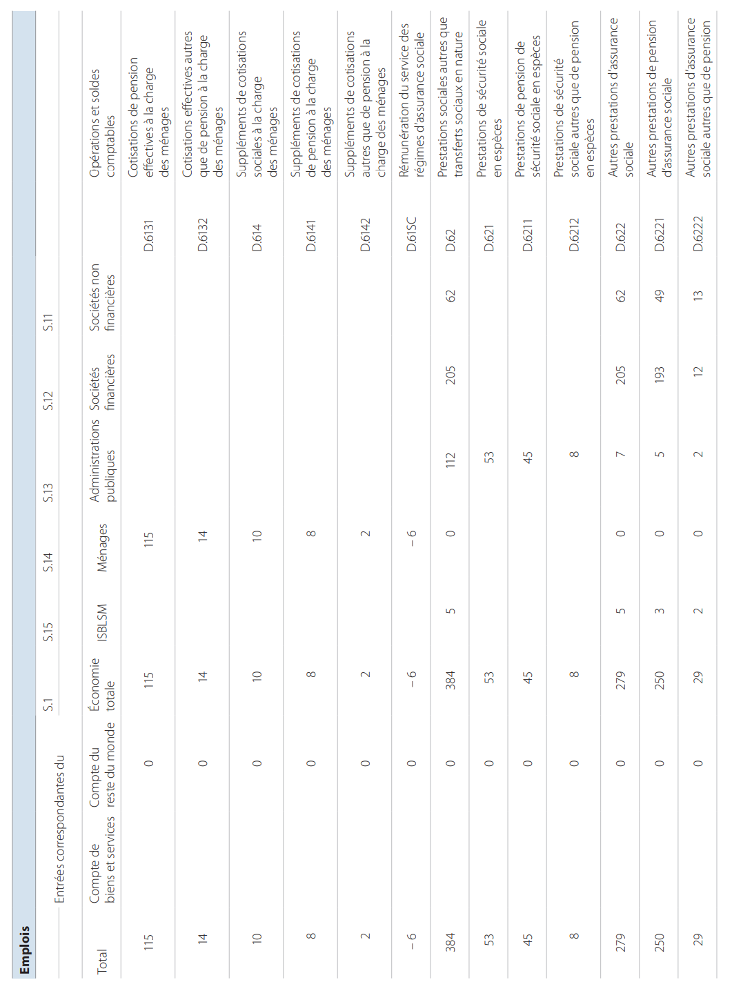 Emplois
Entrées correspondantes du
S.1
S.15
S.14
S.13
S.12
S.11
Total
Compte de
biens et services
Compte du
reste du monde
Économie
totale
ISBLSM
Ménages
Administrations
publiques
Sociétés
financières
Sociétés non
financières
Opérations et soldes
comptables
115 0 115 115 D.6131 Cotisations de pension
effectives à la charge
des ménages
14 0 14 14 D.6132 Cotisations effectives autres
que de pension à la charge
des ménages
10 0 10 10 D.614 Suppléments de cotisations
sociales à la charge
des ménages
8 0 8 8 D.6141 Suppléments de cotisations
de pension à la charge
des ménages
2 0 2 2 D.6142 Suppléments de cotisations
autres que de pension à la
charge des ménages
– 6 0 – 6 – 6 D.61SC Rémunération du service des
régimes d'assurance sociale
384 0 384 5 0 112 205 62 D.62 Prestations sociales autres que
transferts sociaux en nature
53 0 53 53 D.621 Prestations de sécurité sociale
en espèces
45 0 45 45 D.6211 Prestations de pension de
sécurité sociale en espèces
8 0 8 8 D.6212 Prestations de sécurité
sociale autres que de pension
en espèces
279 0 279 5 0 7 205 62 D.622 Autres prestations d'assurance
sociale
250 0 250 3 0 5 193 49 D.6221 Autres prestations de pension
d'assurance sociale
29 0 29 2 0 2 12 13 D.6222 Autres prestations d'assurance
sociale autres que de pension